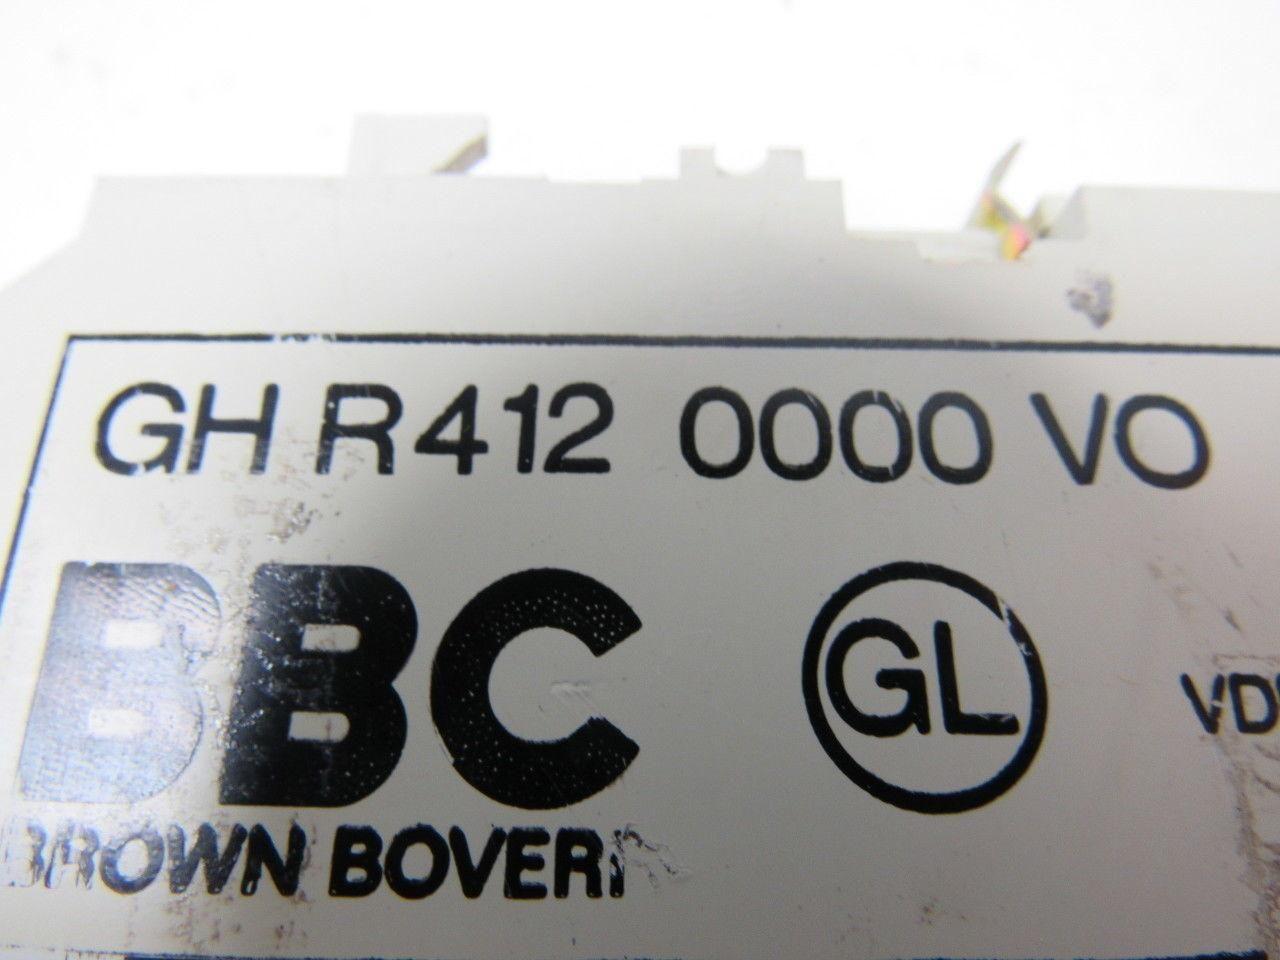 GH R412 0000 VO
BBC
GL
BROWN BOVERI